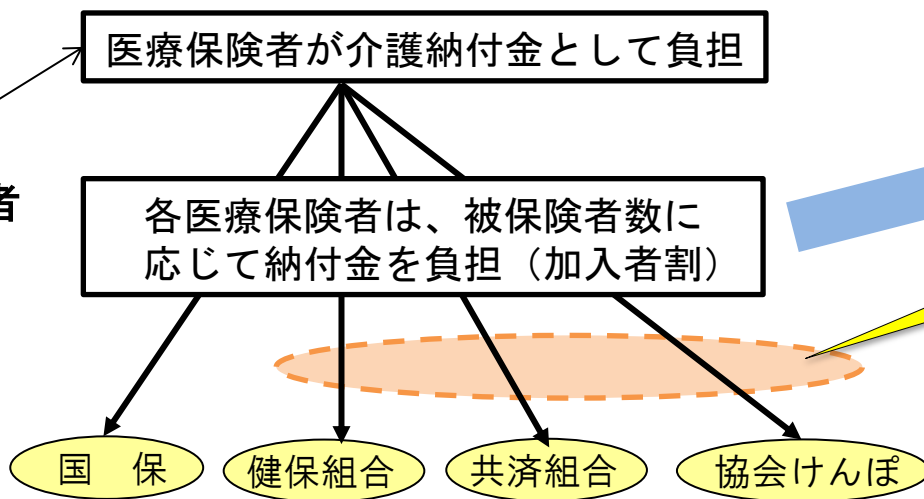 医療保険者が介護納付金として負担
者
各医療保険者は、被保険者数に
応じて納付金を負担（加入者割）
国　保
健保組合
共済組合
協会けんぽ